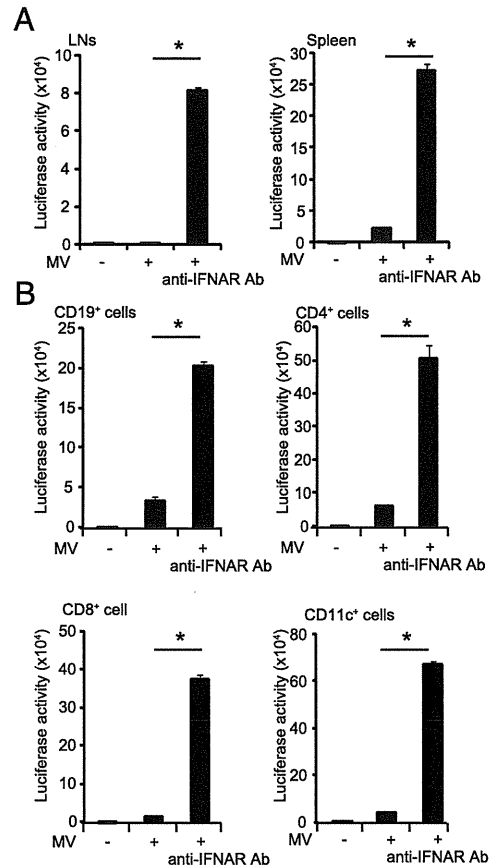 A
LNs
*
Luciferase activity (x10⁴)
10
8
6
4
2
0
MV - + +
anti-IFNAR Ab
Spleen
*
Luciferase activity (x10⁴)
30
25
20
15
10
5
0
MV - + +
anti-IFNAR Ab
B
CD19⁺ cells
*
Luciferase activity (x10⁴)
25
20
15
10
5
0
MV - + +
anti-IFNAR Ab
CD4⁺ cells
*
Luciferase activity (x10⁴)
60
50
40
30
20
10
0
MV - + +
anti-IFNAR Ab
CD8⁺ cell
*
Luciferase activity (x10⁴)
50
40
30
20
10
0
MV - + +
anti-IFNAR Ab
CD11c⁺ cells
*
Luciferase activity (x10⁴)
80
60
40
20
0
MV - + +
anti-IFNAR Ab